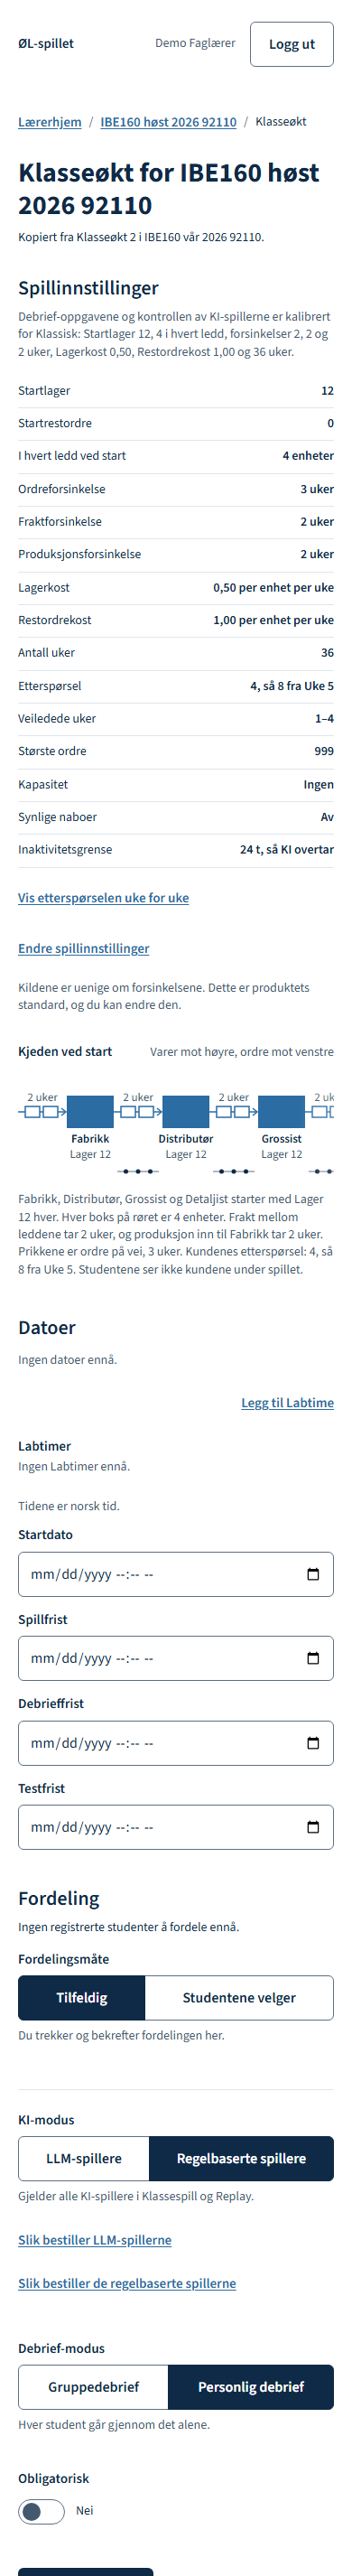 ØL-spillet
Demo Faglærer
Logg ut
Lærerhjem / IBE160 høst 2026 92110 / Klasseøkt
Klasseøkt for IBE160 høst
2026 92110
Kopiert fra Klasseøkt 2 i IBE160 vår 2026 92110.
Spillinnstillinger
Debrief-oppgavene og kontrollen av KI-spillerne er kalibrert
for Klassisk: Startlager 12, 4 i hvert ledd, forsinkelser 2, 2 og
2 uker, Lagerkost 0,50, Restordrekost 1,00 og 36 uker.
Startlager 12
Startrestordre 0
I hvert ledd ved start 4 enheter
Ordreforsinkelse 3 uker
Fraktforsinkelse 2 uker
Produksjonsforsinkelse 2 uker
Lagerkost 0,50 per enhet per uke
Restordrekost 1,00 per enhet per uke
Antall uker 36
Etterspørsel 4, så 8 fra Uke 5
Veiledede uker 1–4
Største ordre 999
Kapasitet Ingen
Synlige naboer Av
Inaktivitetsgrense 24 t, så KI overtar
Vis etterspørselen uke for uke
Endre spillinnstillinger
Kildene er uenige om forsinkelsene. Dette er produktets
standard, og du kan endre den.
Kjeden ved start Varer mot høyre, ordre mot venstre
2 uker 2 uker 2 uker 2 uk
Fabrikk Distributør Grossist
Lager 12 Lager 12 Lager 12
Fabrikk, Distributør, Grossist og Detaljist starter med Lager
12 hver. Hver boks på røret er 4 enheter. Frakt mellom
leddene tar 2 uker, og produksjon inn til Fabrikk tar 2 uker.
Prikkene er ordre på vei, 3 uker. Kundenes etterspørsel: 4, så
8 fra Uke 5. Studentene ser ikke kundene under spillet.
Datoer
Ingen datoer ennå.
Legg til Labtime
Labtimer
Ingen Labtimer ennå.
Tidene er norsk tid.
Startdato
mm/dd/yyyy --:-- --
Spillfrist
mm/dd/yyyy --:-- --
Debrieffrist
mm/dd/yyyy --:-- --
Testfrist
mm/dd/yyyy --:-- --
Fordeling
Ingen registrerte studenter å fordele ennå.
Fordelingsmåte
Tilfeldig Studentene velger
Du trekker og bekrefter fordelingen her.
KI-modus
LLM-spillere Regelbaserte spillere
Gjelder alle KI-spillere i Klassespill og Replay.
Slik bestiller LLM-spillerne
Slik bestiller de regelbaserte spillerne
Debrief-modus
Gruppedebrief Personlig debrief
Hver student går gjennom det alene.
Obligatorisk
Nei